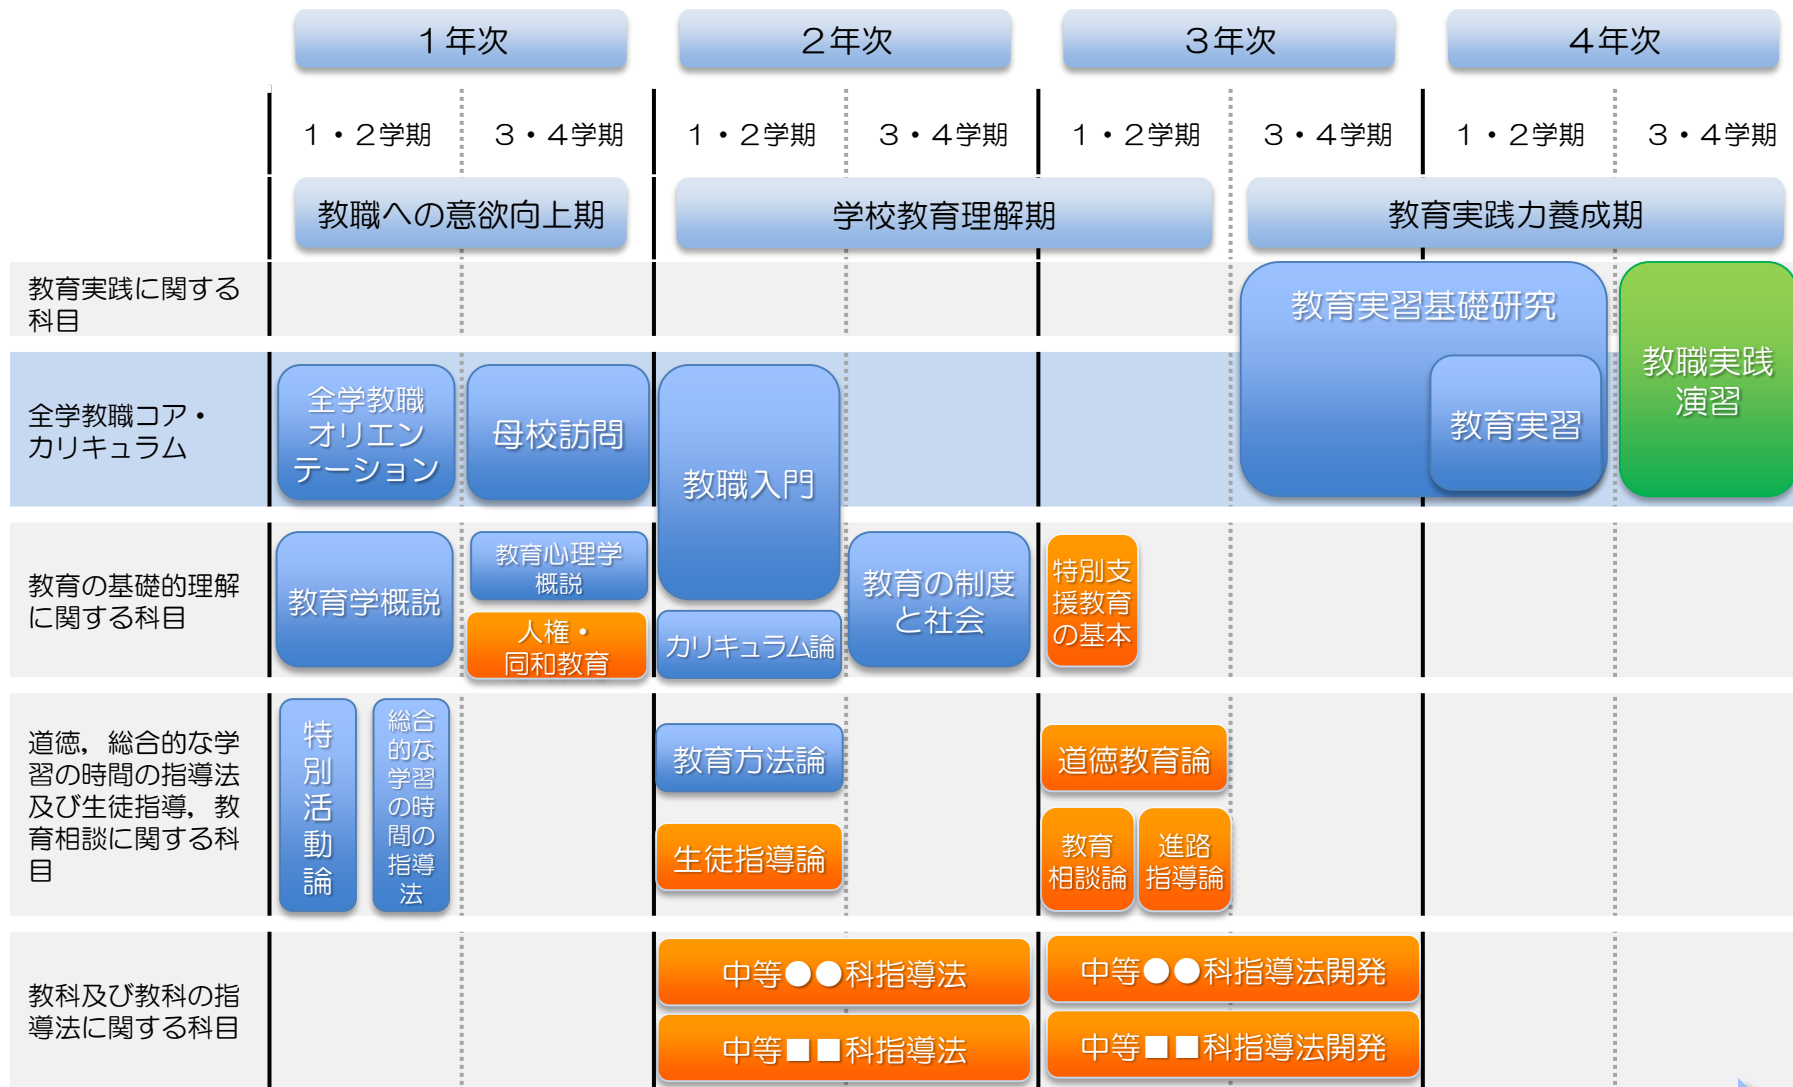 １年次
２年次
３年次
４年次
１・２学期
３・４学期
１・２学期
３・４学期
１・２学期
３・４学期
１・２学期
３・４学期
教職への意欲向上期
学校教育理解期
教育実践力養成期
教育実践に関する
科目
教育実習基礎研究
教職実践
演習
全学教職コア・
カリキュラム
全学教職
オリエン
テーション
母校訪問
教職入門
教育実習
教育の基礎的理解
に関する科目
教育学概説
教育心理学
概説
人権・
同和教育
カリキュラム論
教育の制度
と社会
特別支
援教育
の基本
道徳，総合的な学
習の時間の指導法
及び生徒指導，教
育相談に関する科
目
特
別
活
動
論
総合
的な
学習
の時
間の
指導
法
教育方法論
生徒指導論
道徳教育論
教育
相談論
進路
指導論
教科及び教科の指
導法に関する科目
中等●●科指導法
中等●●科指導法開発
中等■■科指導法
中等■■科指導法開発